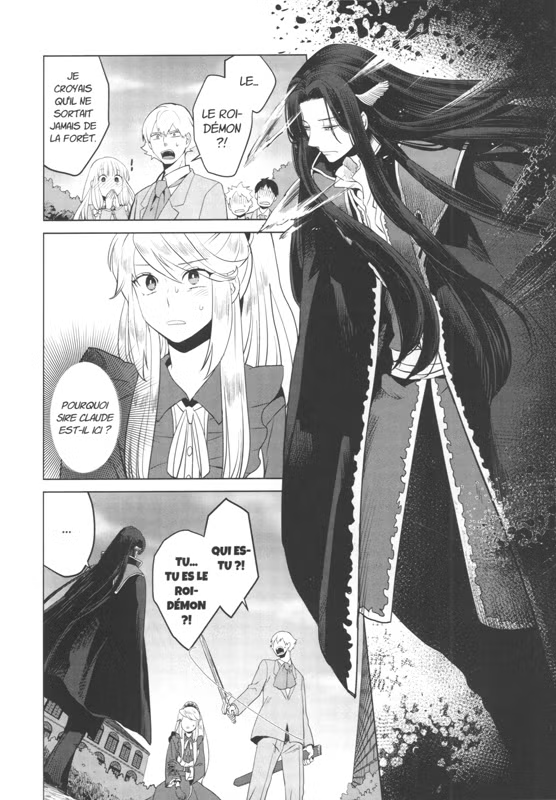 LE...
LE ROI-
DÉMON
?!
JE
CROYAIS
QU'IL NE
SORTAIT
JAMAIS DE
LA FORÊT.
!
POURQUOI
SIRE CLAUDE
EST-IL ICI ?
QUI ES-
TU ?!
TU...
TU ES LE
ROI-
DÉMON
?!
...